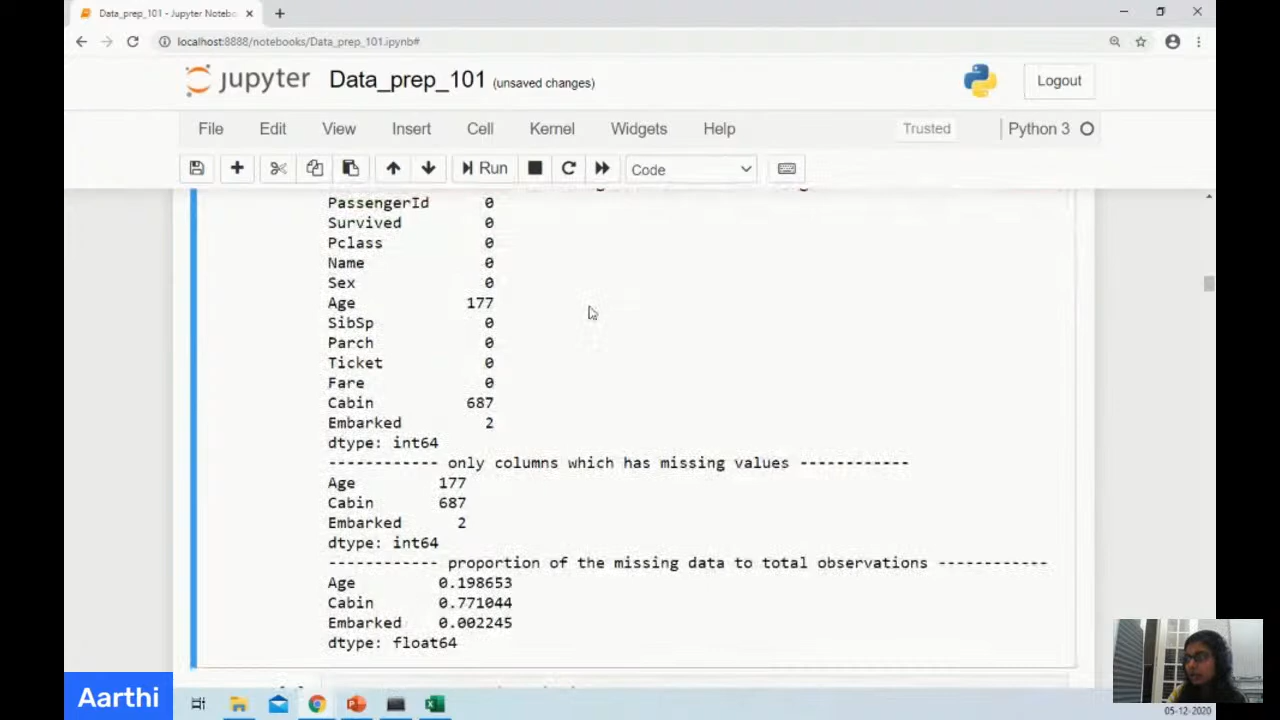 Data_prep_101 - Jupyter Notebo
localhost:8888/notebooks/Data_prep_101.ipynb#
jupyter Data_prep_101 (unsaved changes) Logout
File Edit View Insert Cell Kernel Widgets Help Trusted Python 3
Run Code
PassengerId 0
Survived 0
Pclass 0
Name 0
Sex 0
Age 177
SibSp 0
Parch 0
Ticket 0
Fare 0
Cabin 687
Embarked 2
dtype: int64
------------ only columns which has missing values ------------
Age 177
Cabin 687
Embarked 2
dtype: int64
------------ proportion of the missing data to total observations ------------
Age 0.198653
Cabin 0.771044
Embarked 0.002245
dtype: float64
Aarthi
05-12-2020